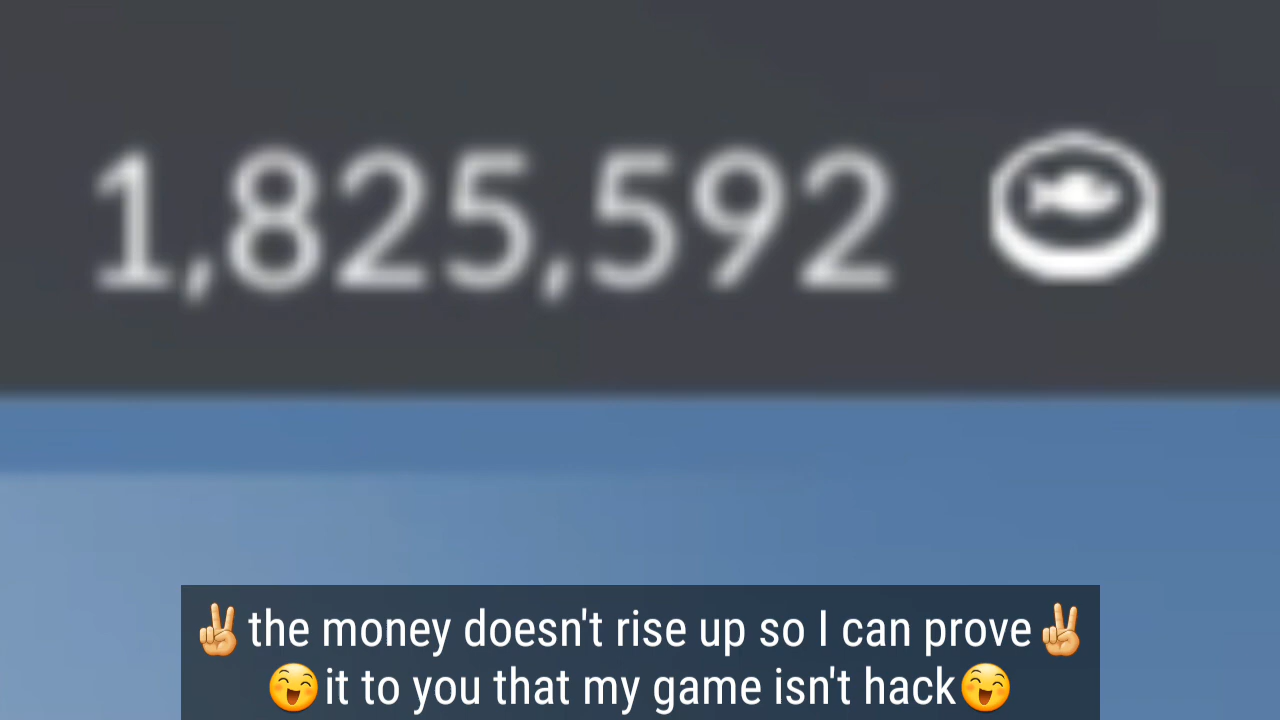 1,825,592
✌the money doesn't rise up so I can prove✌
😄it to you that my game isn't hack😄